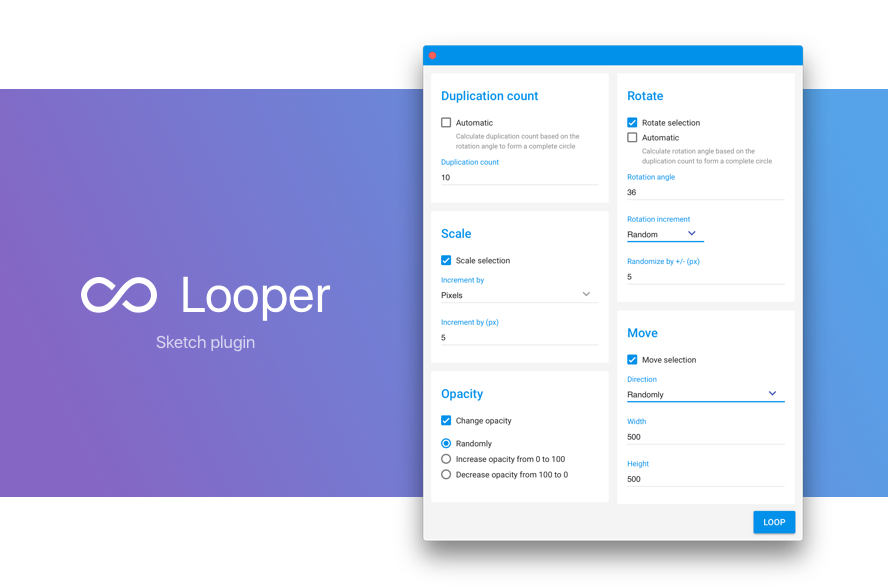 Looper
Sketch plugin
Duplication count
Automatic
Calculate duplication count based on the
rotation angle to form a complete circle
Duplication count
10
Scale
Scale selection
Increment by
Pixels
Increment by (px)
5
Opacity
Change opacity
Randomly
Increase opacity from 0 to 100
Decrease opacity from 100 to 0
Rotate
Rotate selection
Automatic
Calculate rotation angle based on the
duplication count to form a complete circle
Rotation angle
36
Rotation increment
Random
Randomize by +/- (px)
5
Move
Move selection
Direction
Randomly
Width
500
Height
500
LOOP